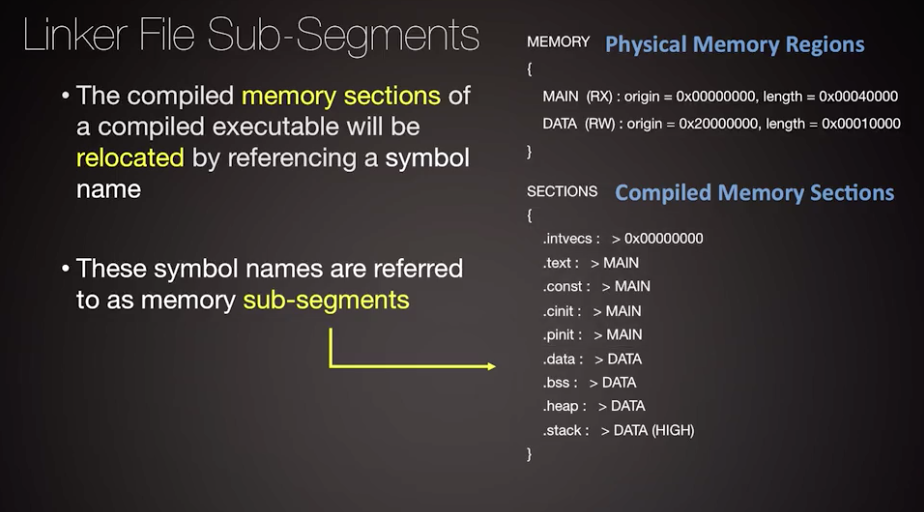 Linker File Sub-Segments
• The compiled memory sections of
a compiled executable will be
relocated by referencing a symbol
name
• These symbol names are referred
to as memory sub-segments
MEMORY Physical Memory Regions
{
MAIN (RX) : origin = 0x00000000, length = 0x00040000
DATA (RW) : origin = 0x20000000, length = 0x00010000
}
SECTIONS Compiled Memory Sections
{
.intvecs : > 0x00000000
.text : > MAIN
.const : > MAIN
.cinit : > MAIN
.pinit : > MAIN
.data : > DATA
.bss : > DATA
.heap : > DATA
.stack : > DATA (HIGH)
}